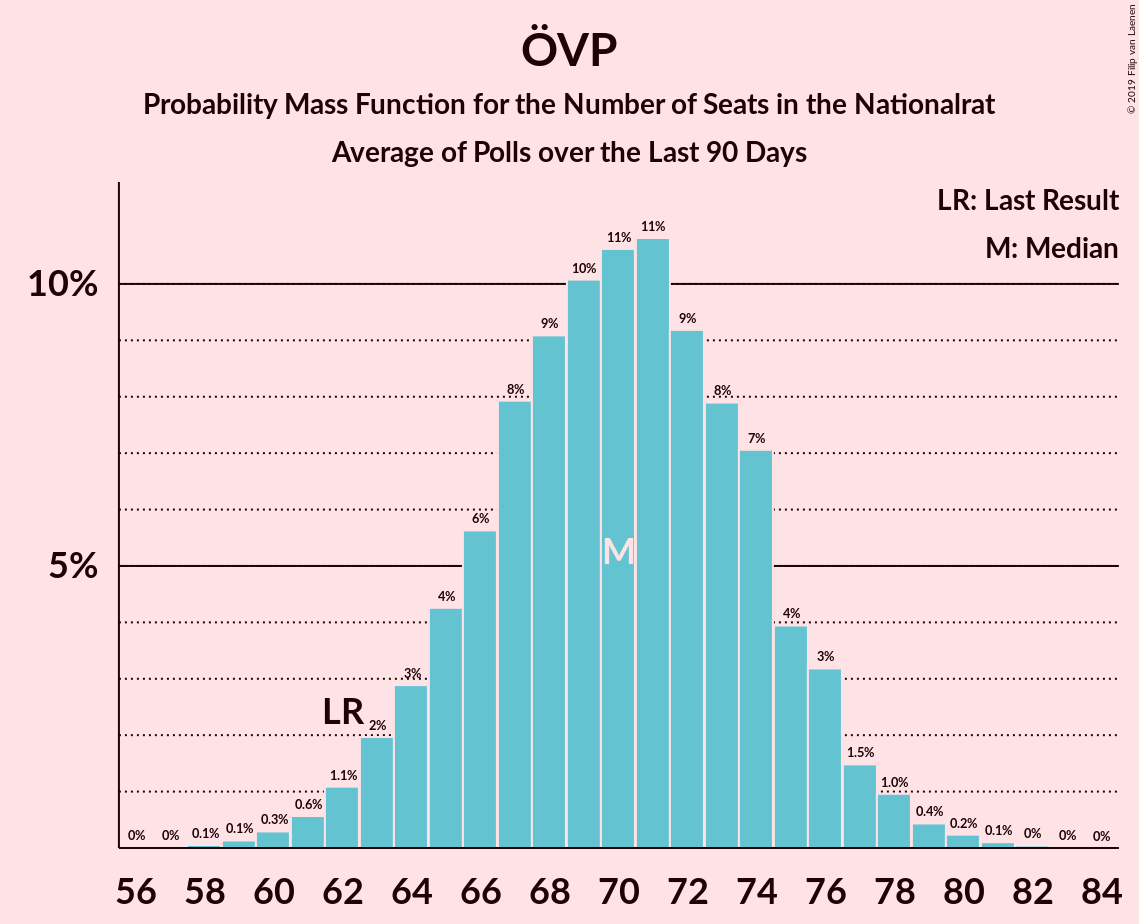 ÖVP
Probability Mass Function for the Number of Seats in the Nationalrat
Average of Polls over the Last 90 Days
© 2019 Filip van Laenen
LR: Last Result
M: Median
10%
5%
0% 0% 0.1% 0.1% 0.3% 0.6% 1.1% 2% 3% 4% 6% 8% 9% 10% 11% 11% 9% 8% 7% 4% 3% 1.5% 1.0% 0.4% 0.2% 0.1% 0% 0% 0%
LR
M
56 58 60 62 64 66 68 70 72 74 76 78 80 82 84